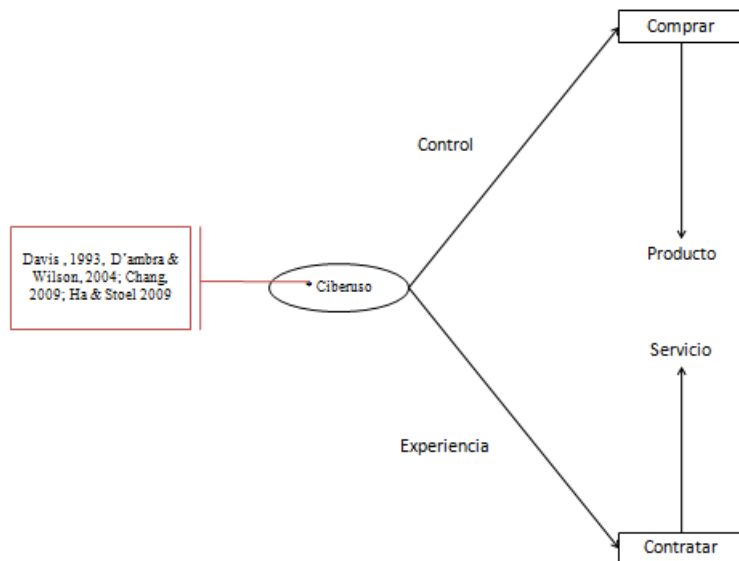 Comprar
Control
Davis , 1993, D'ambra &
Wilson, 2004; Chang,
2009; Ha & Stoel 2009
Producto
Ciberuso
Servicio
Experiencia
Contratar